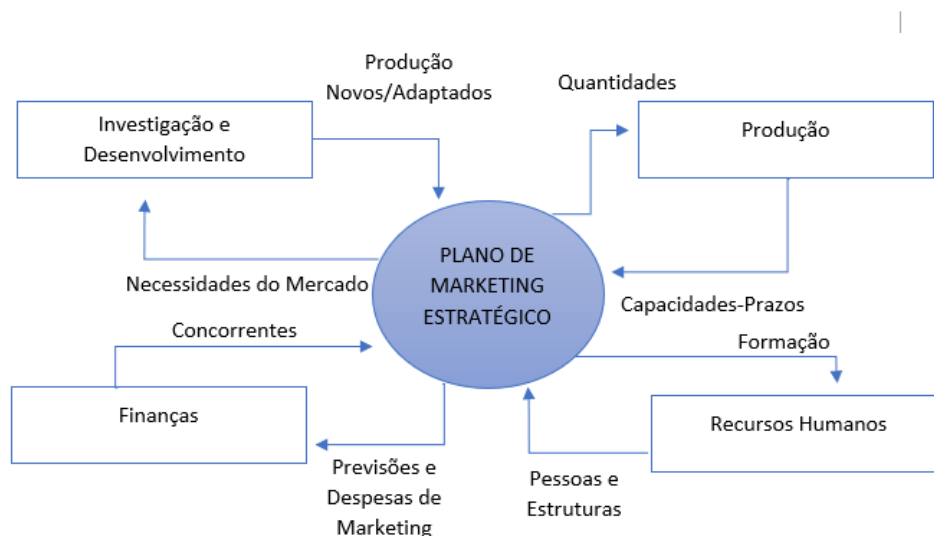 Produção
Novos/Adaptados
Quantidades
Investigação e
Desenvolvimento
Produção
PLANO DE
MARKETING
ESTRATÉGICO
Necessidades do Mercado
Capacidades-Prazos
Concorrentes
Formação
Finanças
Recursos Humanos
Previsões e
Despesas de
Marketing
Pessoas e
Estruturas